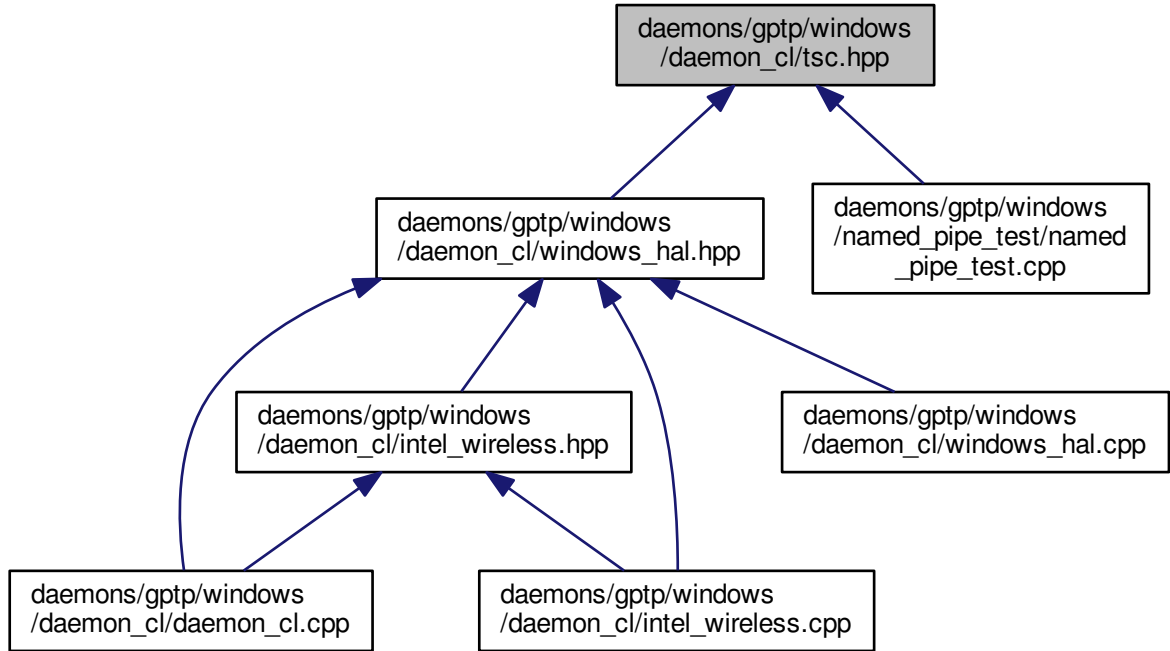 daemons/gptp/windows
/daemon_cl/tsc.hpp
daemons/gptp/windows
/daemon_cl/windows_hal.hpp
daemons/gptp/windows
/named_pipe_test/named
_pipe_test.cpp
daemons/gptp/windows
/daemon_cl/intel_wireless.hpp
daemons/gptp/windows
/daemon_cl/windows_hal.cpp
daemons/gptp/windows
/daemon_cl/daemon_cl.cpp
daemons/gptp/windows
/daemon_cl/intel_wireless.cpp